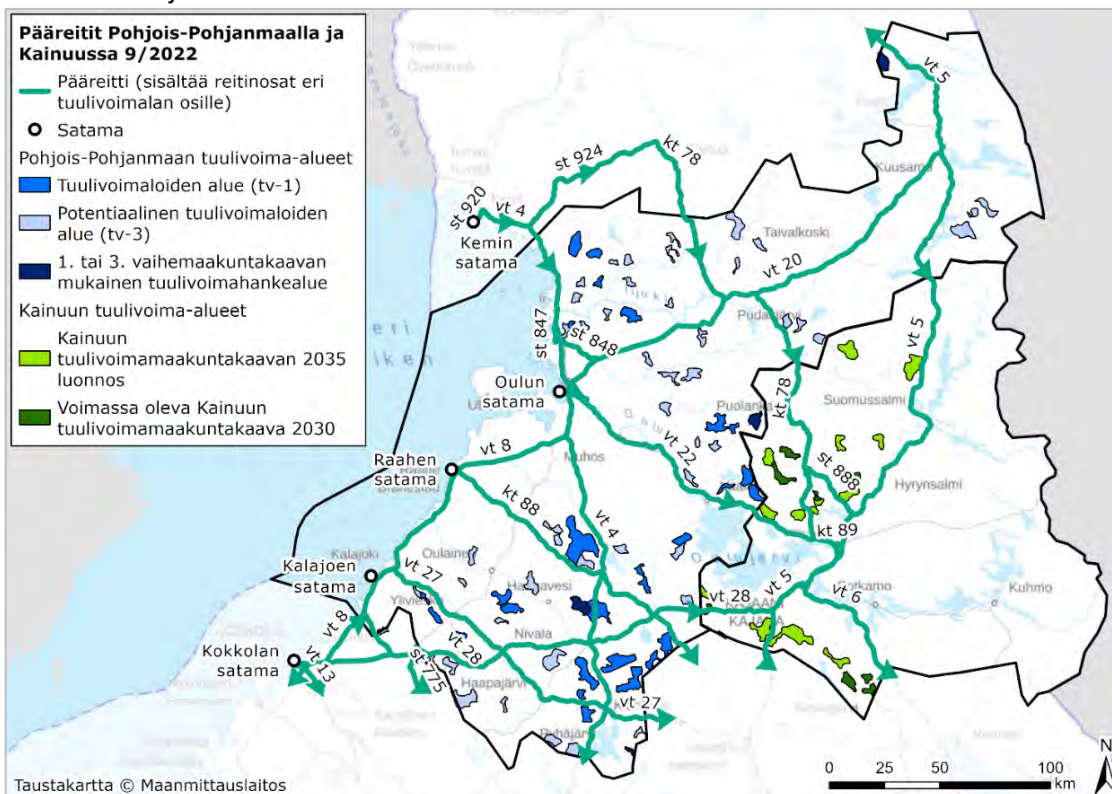 Pääreitit Pohjois-Pohjanmaalla ja
Kainuussa 9/2022
Pääreitti (sisältää reitinosat eri
tuulivoimalan osille)
Satama
Pohjois-Pohjanmaan tuulivoima-alueet
Tuulivoimaloiden alue (tv-1)
Potentiaalinen tuulivoimaloiden
alue (tv-3)
1. tai 3. vaihemaakuntakaavan
mukainen tuulivoimahankealue
Kainuun tuulivoima-alueet
Kainuun
tuulivoimamaakuntakaavan 2035
luonnos
Voimassa oleva Kainuun
tuulivoimamaakuntakaava 2030
vt 5
kt 78
st 924
Kuusamo
st 920
vt 4
Kemin
satama
Taivalkoski
vt 20
Iijoki
Pudasjärvi
st 847
st 848
vt 5
Oulun
satama
kt 78
Puolanka
Suomussalmi
vt 8
Muhos
vt 22
Raahen
satama
st 888
Hyrynsalmi
kt 88
vt 4
kt 89
Kalajoki
Oulainen
Kalajoen
satama
vt 27
Haapavesi
vt 5
Kuhmo
Ylivieska
vt 28
vt 6
KAJAANI
vt 8
Nivala
Kokkolan
satama
vt 13
st 775
vt 28
Haapajärvi
vt 27
Pyhäjärvi
N
0
50
100
km
Taustakartta © Maanmittauslaitos